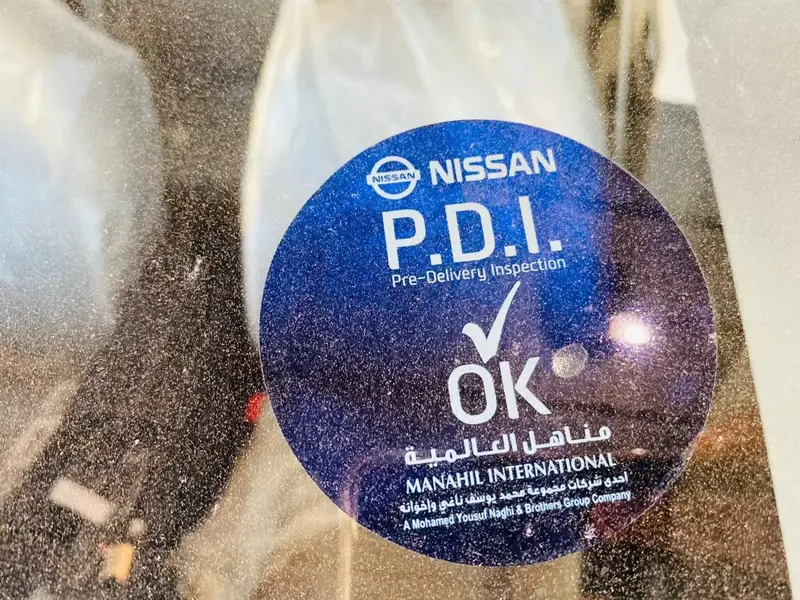 NISSAN NISSAN
P.D.I.
Pre-Delivery Inspection
OK
مناهل العالمية
MANAHIL INTERNATIONAL
احدى شركات مجموعة محمد يوسف ناغي وإخوانه
A Mohamed Yousuf Naghi & Brothers Group Company